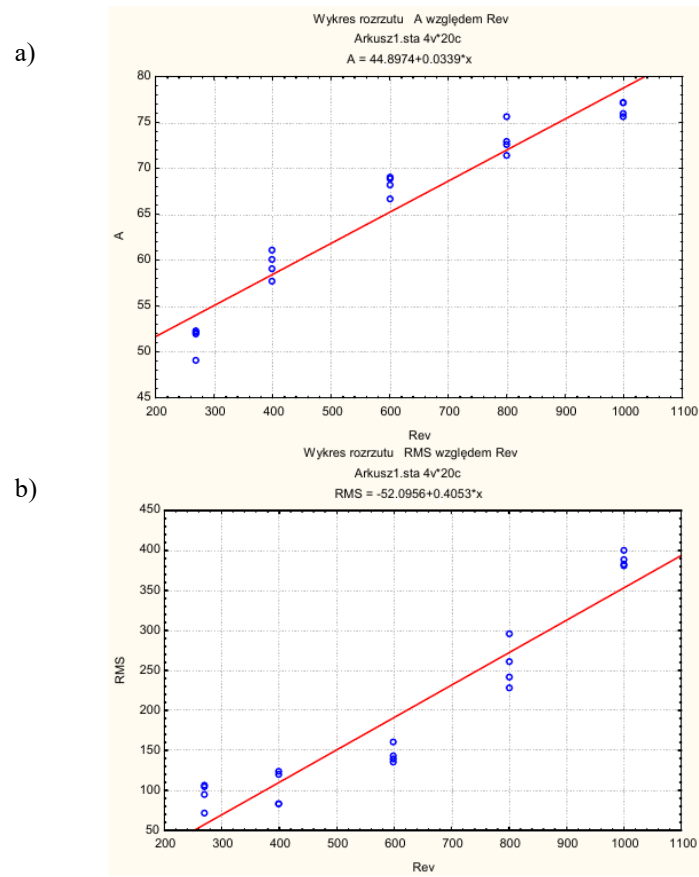 a)
Wykres rozrzutu A względem Rev
Arkusz1.sta 4v*20c
A = 44.8974+0.0339*x
80
75
70
65
60
55
50
45
A
200 300 400 500 600 700 800 900 1000 1100
Rev
b)
Wykres rozrzutu RMS względem Rev
Arkusz1.sta 4v*20c
RMS = -52.0956+0.4053*x
450
400
350
300
250
200
150
100
50
RMS
200 300 400 500 600 700 800 900 1000 1100
Rev